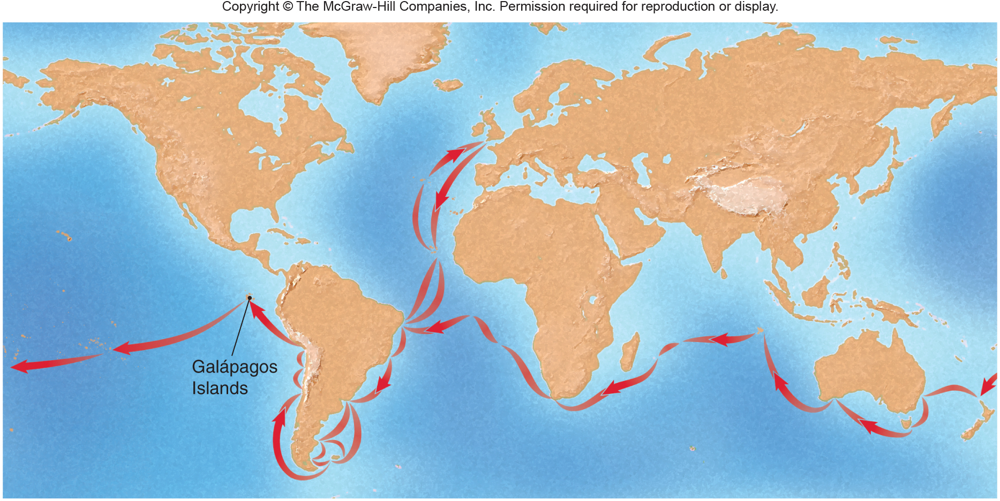 Copyright © The McGraw-Hill Companies, Inc. Permission required for reproduction or display.
Galápagos
Islands